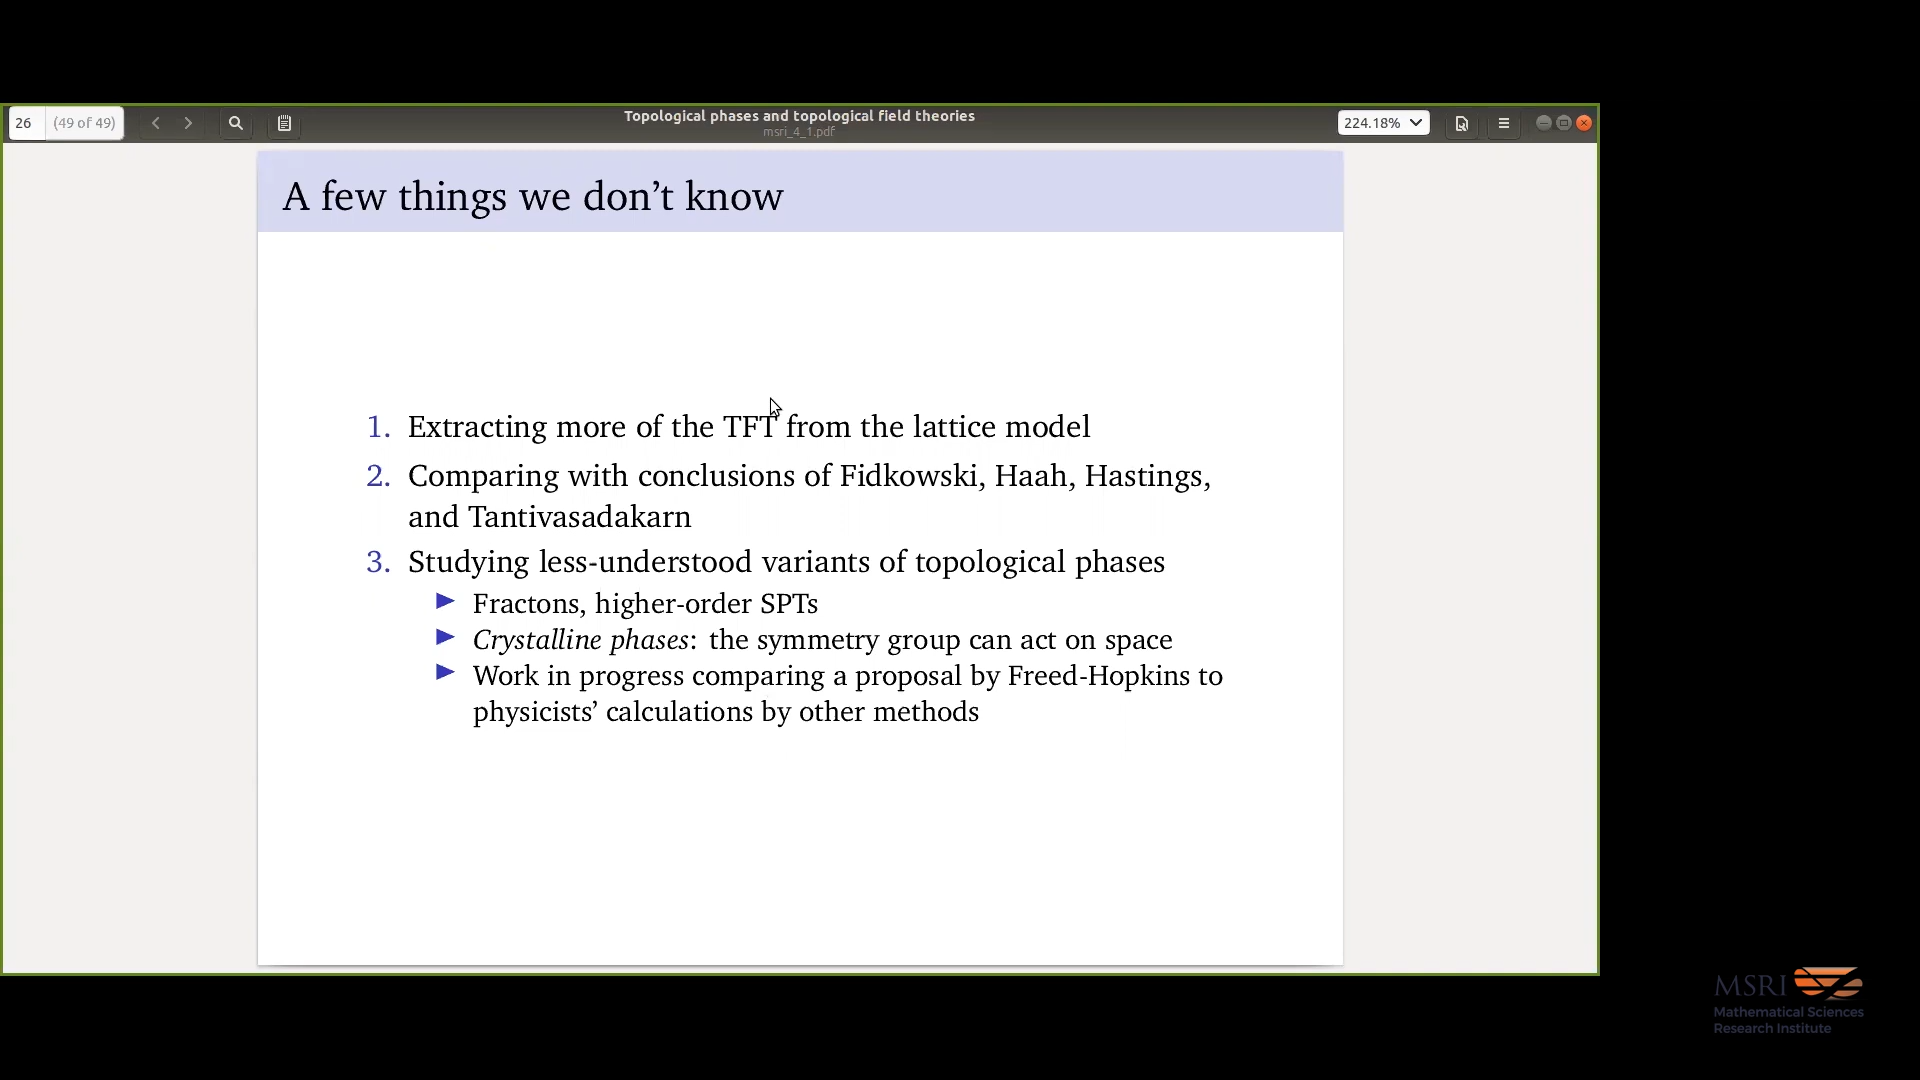 26 (49 of 49)
Topological phases and topological field theories
msri_4_1.pdf
224.18%
A few things we don't know
1. Extracting more of the TFT from the lattice model
2. Comparing with conclusions of Fidkowski, Haah, Hastings,
and Tantivasadakarn
3. Studying less-understood variants of topological phases
▶ Fractons, higher-order SPTs
▶ Crystalline phases: the symmetry group can act on space
▶ Work in progress comparing a proposal by Freed-Hopkins to
physicists' calculations by other methods
MSRI
Mathematical Sciences
Research Institute